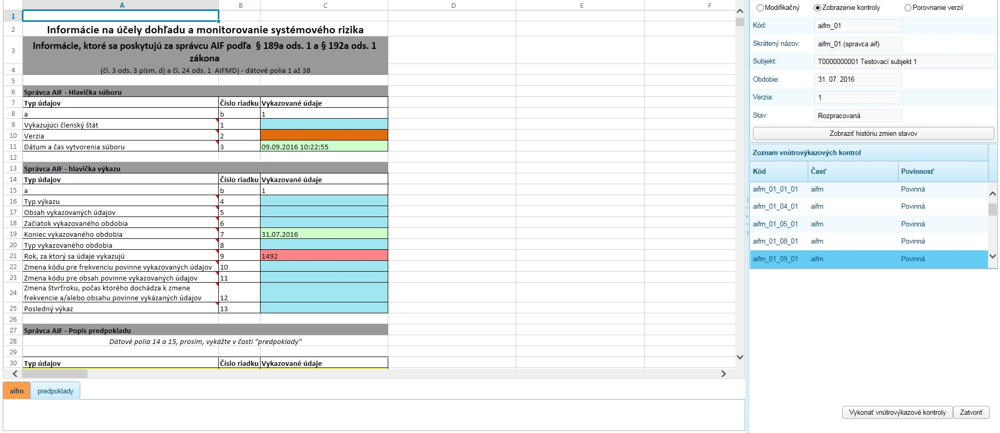 A B C D E F
1
2 Informácie na účely dohľadu a monitorovanie systémového rizika
3 Informácie, ktoré sa poskytujú za správcu AIF podľa § 189a ods. 1 a § 192a ods. 1
zákona
4 (čl. 3 ods. 3 písm. d) a čl. 24 ods. 1 AIFMD) - dátové polia 1 až 38
5
6 Správca AIF - Hlavička súboru
7 Typ údajov Číslo riadku Vykazované údaje
8 a b 1
9 Vykazujúci členský štát 1
10 Verzia 2
11 Dátum a čas vytvorenia súboru 3 09.09.2016 10:22:55
12
13 Správca AIF - hlavička výkazu
14 Typ údajov Číslo riadku Vykazované údaje
15 a b 1
16 Typ výkazu 4
17 Obsah vykazovaných údajov 5
18 Začiatok vykazovaného obdobia 6
19 Koniec vykazovaného obdobia 7 31.07.2016
20 Typ vykazovaného obdobia 8
21 Rok, za ktorý sa údaje vykazujú 9 1492
22 Zmena kódu pre frekvenciu povinne vykazovaných údajov 10
23 Zmena kódu pre obsah povinne vykazovaných údajov 11
Zmena štvrťroku, počas ktorého dochádza k zmene
24 frekvencie a/alebo obsahu povinne vykázaných údajov 12
25 Posledný výkaz 13
26
27 Správca AIF - Popis predpokladu
28 Dátové polia 14 a 15, prosím, vykážte v časti "predpoklady"
29
30 Typ údajov Číslo riadku Vykazované údaje
aifm predpoklady
Modifikačný Zobrazenie kontroly Porovnanie verzií
Kód: aifm_01
Skrátený názov: aifm_01 (spravca aif)
Subjekt: T0000000001 Testovací subjekt 1
Obdobie: 31. 07. 2016
Verzia: 1
Stav: Rozpracovaná
Zobraziť históriu zmien stavov
Zoznam vnútrovýkazových kontrol
Kód Časť Povinnosť
aifm_01_01_01 aifm Povinná
aifm_01_04_01 aifm Povinná
aifm_01_05_01 aifm Povinná
aifm_01_08_01 aifm Povinná
aifm_01_09_01 aifm Povinná
Vykonať vnútrovýkazové kontroly Zatvoriť